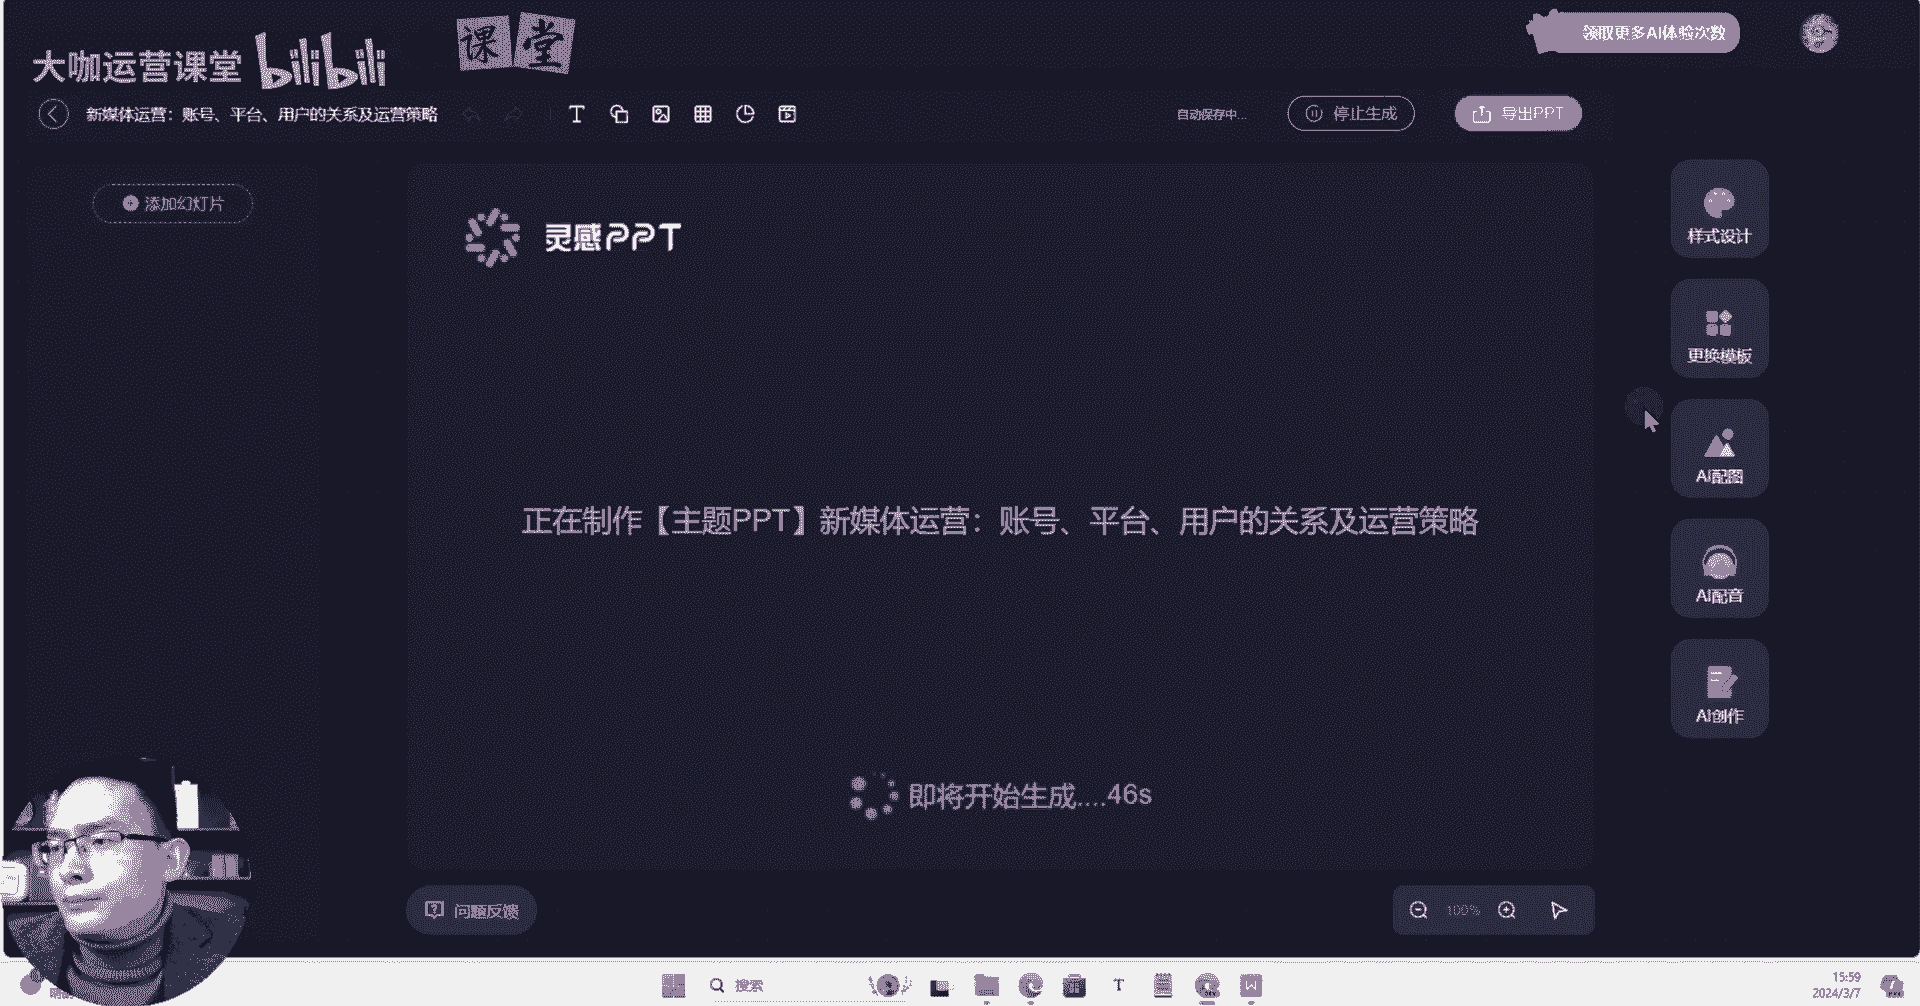 大咖运营课堂 bilibili 课堂
领取更多AI体验次数
新媒体运营：账号、平台、用户的关系及运营策略
自动保存中...
停止生成
导出PPT
添加幻灯片
灵感PPT
样式设计
更换模板
正在制作【主题PPT】新媒体运营：账号、平台、用户的关系及运营策略
AI配图
AI配音
AI创作
即将开始生成....46s
问题反馈
100%
搜索
15:59
2024/3/7